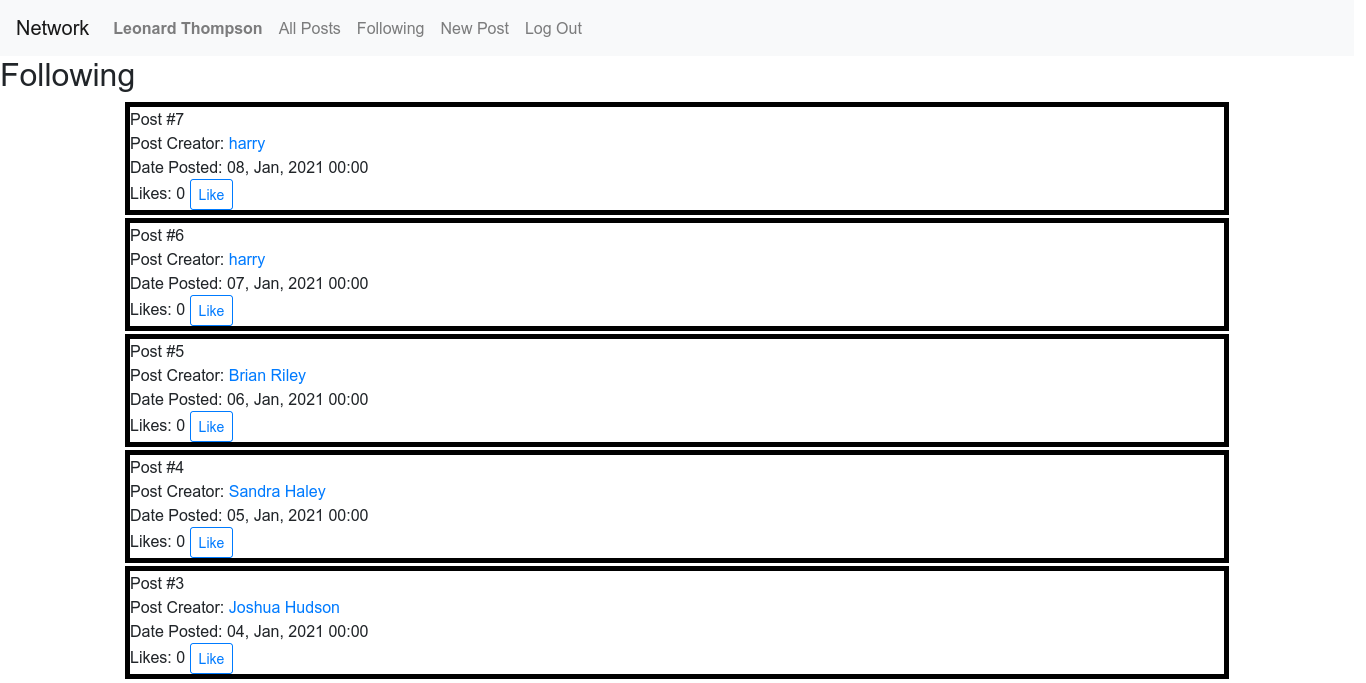 Network Leonard Thompson All Posts Following New Post Log Out
Following
Post #7
Post Creator: harry
Date Posted: 08, Jan, 2021 00:00
Likes: 0 Like
Post #6
Post Creator: harry
Date Posted: 07, Jan, 2021 00:00
Likes: 0 Like
Post #5
Post Creator: Brian Riley
Date Posted: 06, Jan, 2021 00:00
Likes: 0 Like
Post #4
Post Creator: Sandra Haley
Date Posted: 05, Jan, 2021 00:00
Likes: 0 Like
Post #3
Post Creator: Joshua Hudson
Date Posted: 04, Jan, 2021 00:00
Likes: 0 Like